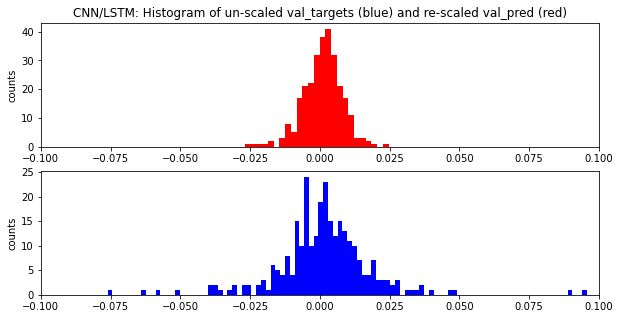 CNN/LSTM: Histogram of un-scaled val_targets (blue) and re-scaled val_pred (red)
40
30
20
10
0
counts
−0.100 −0.075 −0.050 −0.025 0.000 0.025 0.050 0.075 0.100
25
20
15
10
5
0
counts
−0.100 −0.075 −0.050 −0.025 0.000 0.025 0.050 0.075 0.100